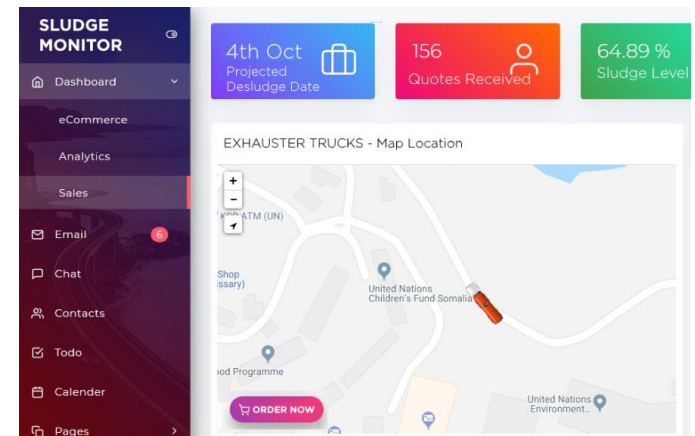 SLUDGE
MONITOR
Dashboard
eCommerce
Analytics
Sales
Email
6
Chat
Contacts
Todo
Calender
Pages
4th Oct
Projected
Desludge Date
156
Quotes Received
64.89 %
Sludge Level
EXHAUSTER TRUCKS - Map Location
+
-
ATM (UN)
Shop
issary)
United Nations
Children's Fund Somalia
od Programme
ORDER NOW
United Nations
Environment...